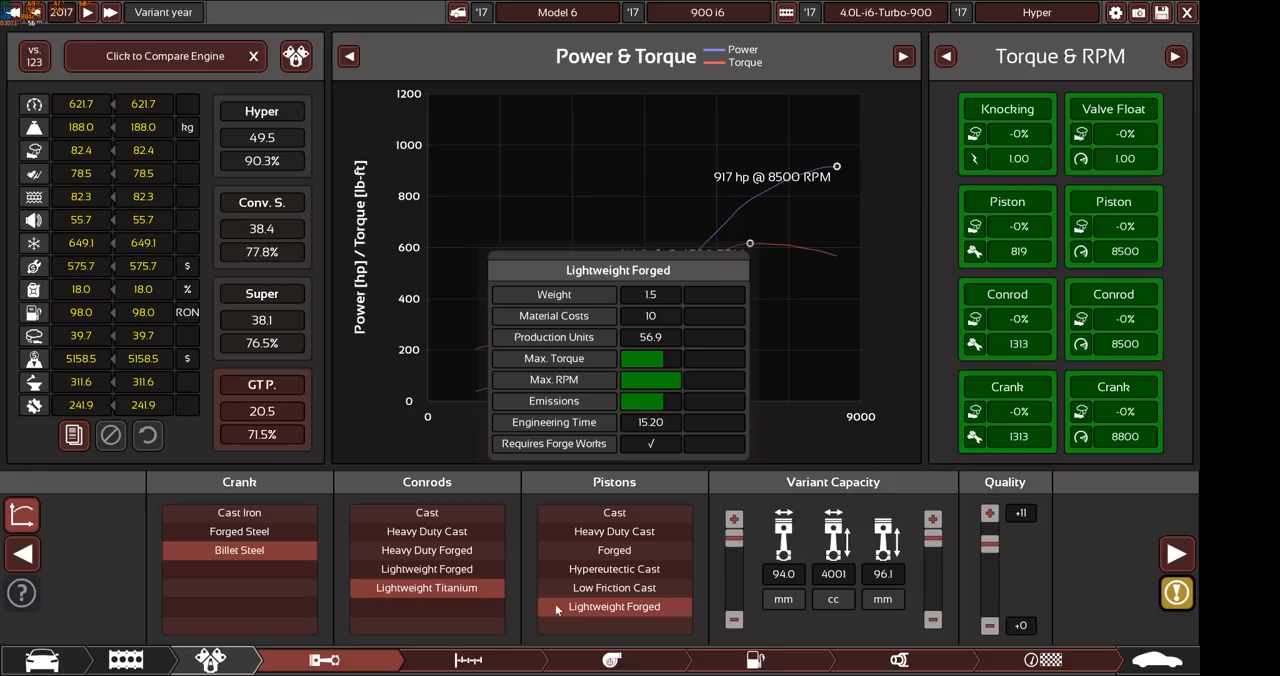 2017
Variant year
'17
Model 6
'17
900 i6
'17
4.0L-i6-Turbo-900
'17
Hyper
vs.
123
Click to Compare Engine
X
Power & Torque
Power
Torque
Torque & RPM
621.7 621.7
188.0 188.0 kg
82.4 82.4
78.5 78.5
82.3 82.3
55.7 55.7
649.1 649.1
575.7 575.7 $
18.0 18.0 %
98.0 98.0 RON
39.7 39.7
5158.5 5158.5 $
311.6 311.6
241.9 241.9
Hyper
49.5
90.3%
Conv. S.
38.4
77.8%
Super
38.1
76.5%
GT P.
20.5
71.5%
Power [hp] / Torque [lb-ft]
1200
1000
800
600
400
200
0
0
9000
917 hp @ 8500 RPM
Lightweight Forged
Weight 1.5
Material Costs 10
Production Units 56.9
Max. Torque
Max. RPM
Emissions
Engineering Time 15.20
Requires Forge Works √
Knocking
-0%
1.00
Valve Float
-0%
1.00
Piston
-0%
819
Piston
-0%
8500
Conrod
-0%
1313
Conrod
-0%
8500
Crank
-0%
1313
Crank
-0%
8800
Crank
Cast Iron
Forged Steel
Billet Steel
Conrods
Cast
Heavy Duty Cast
Heavy Duty Forged
Lightweight Forged
Lightweight Titanium
Pistons
Cast
Heavy Duty Cast
Forged
Hypereutectic Cast
Low Friction Cast
Lightweight Forged
Variant Capacity
94.0 4001 96.1
mm cc mm
Quality
+11
+0